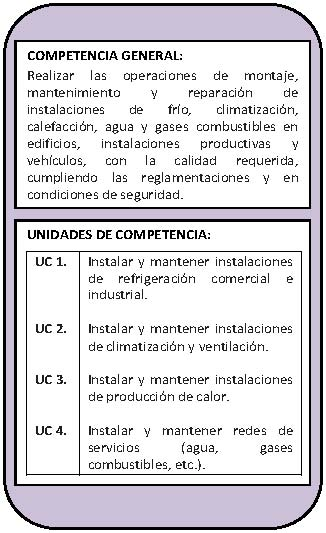 COMPETENCIA GENERAL:
Realizar las operaciones de montaje,
mantenimiento y reparación de
instalaciones de frío, climatización,
calefacción, agua y gases combustibles en
edificios, instalaciones productivas y
vehículos, con la calidad requerida,
cumpliendo las reglamentaciones y en
condiciones de seguridad.
UNIDADES DE COMPETENCIA:
UC 1. Instalar y mantener instalaciones
de refrigeración comercial e
industrial.
UC 2. Instalar y mantener instalaciones
de climatización y ventilación.
UC 3. Instalar y mantener instalaciones
de producción de calor.
UC 4. Instalar y mantener redes de
servicios (agua, gases
combustibles, etc.).